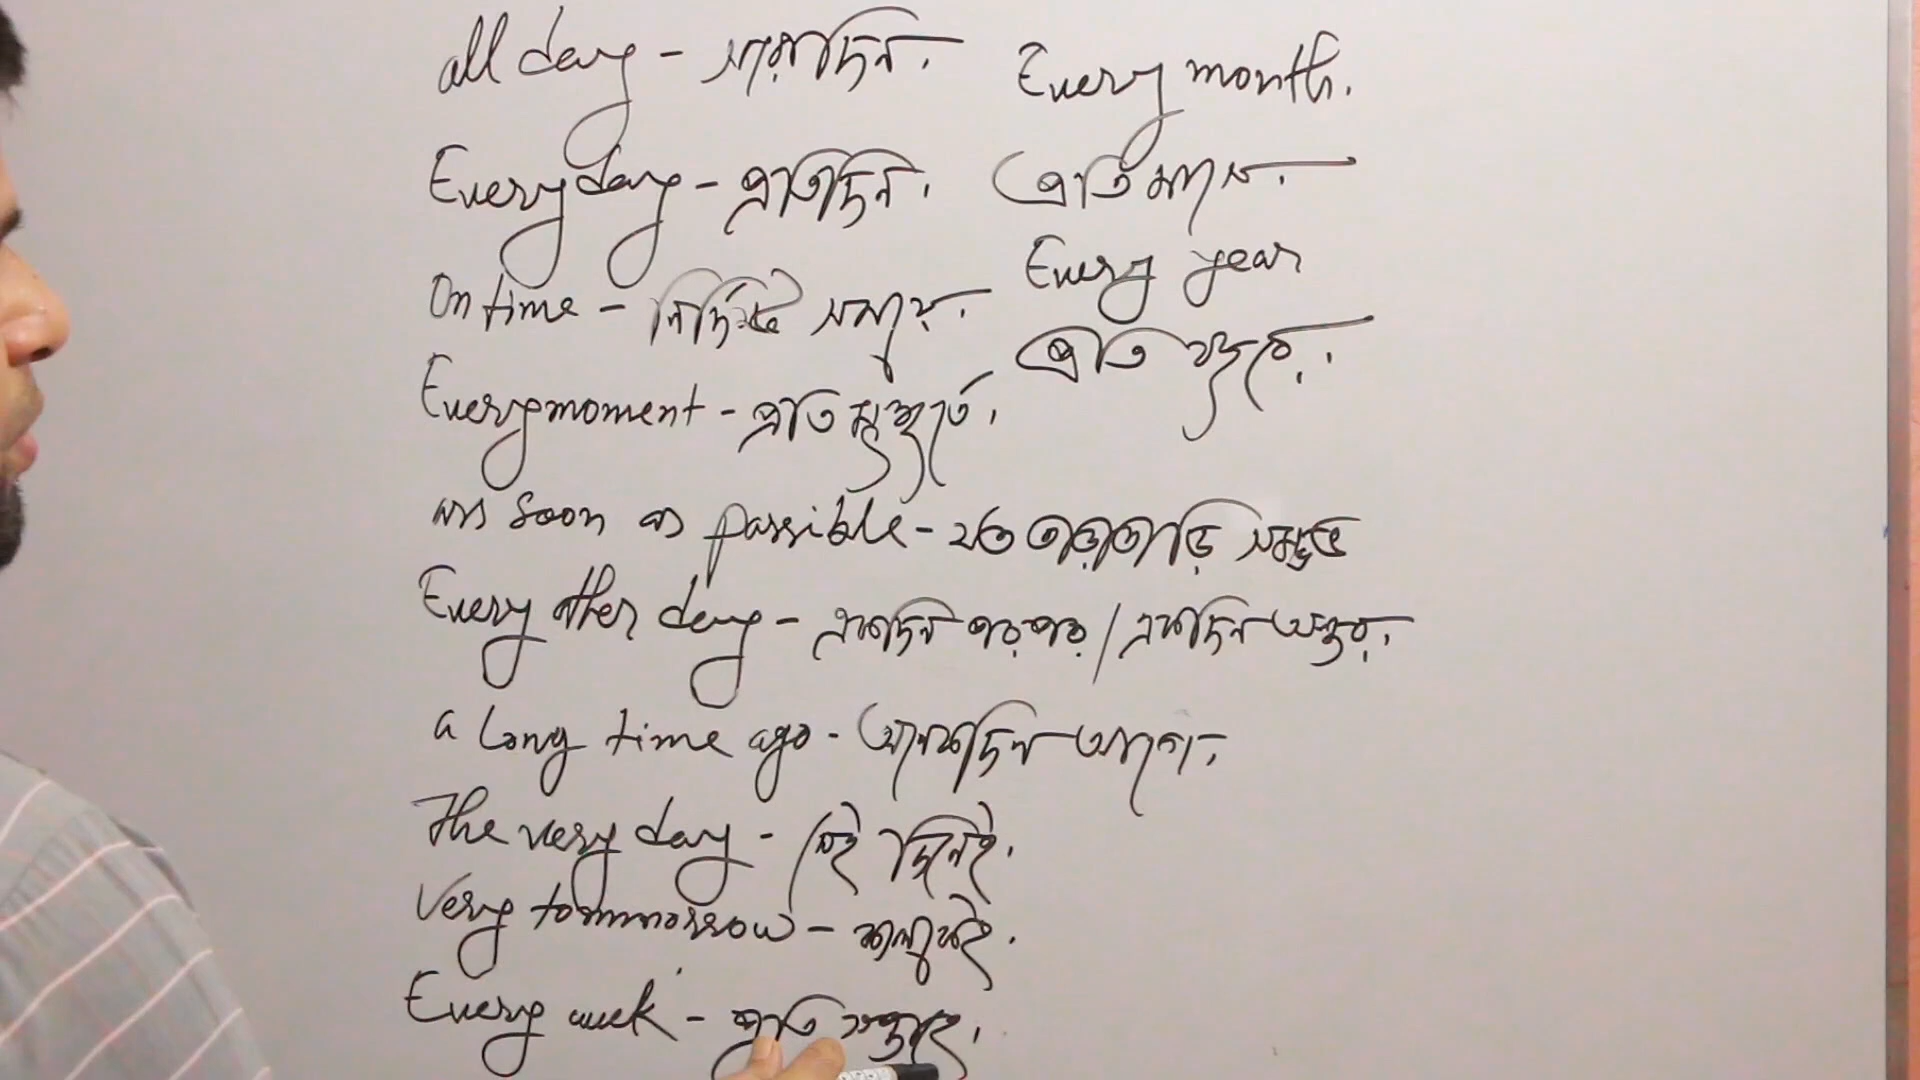 all day - সারাদিন.
Every day - প্রতিদিন.
On time - নির্দিষ্ট সময়.
Every moment - প্রতি মুহূর্তে.
as soon as possible - যত তাড়াতাড়ি সম্ভব
Every other day - একদিন পরপর / একদিন অন্তর.
a long time ago - অনেকদিন আগে.
The very day - সেই দিনই.
Very tommorrow - কালকেই.
Every week - প্রতি সপ্তাহে.
Every month.
প্রতি মাসে.
Every year
প্রতি বছরে.